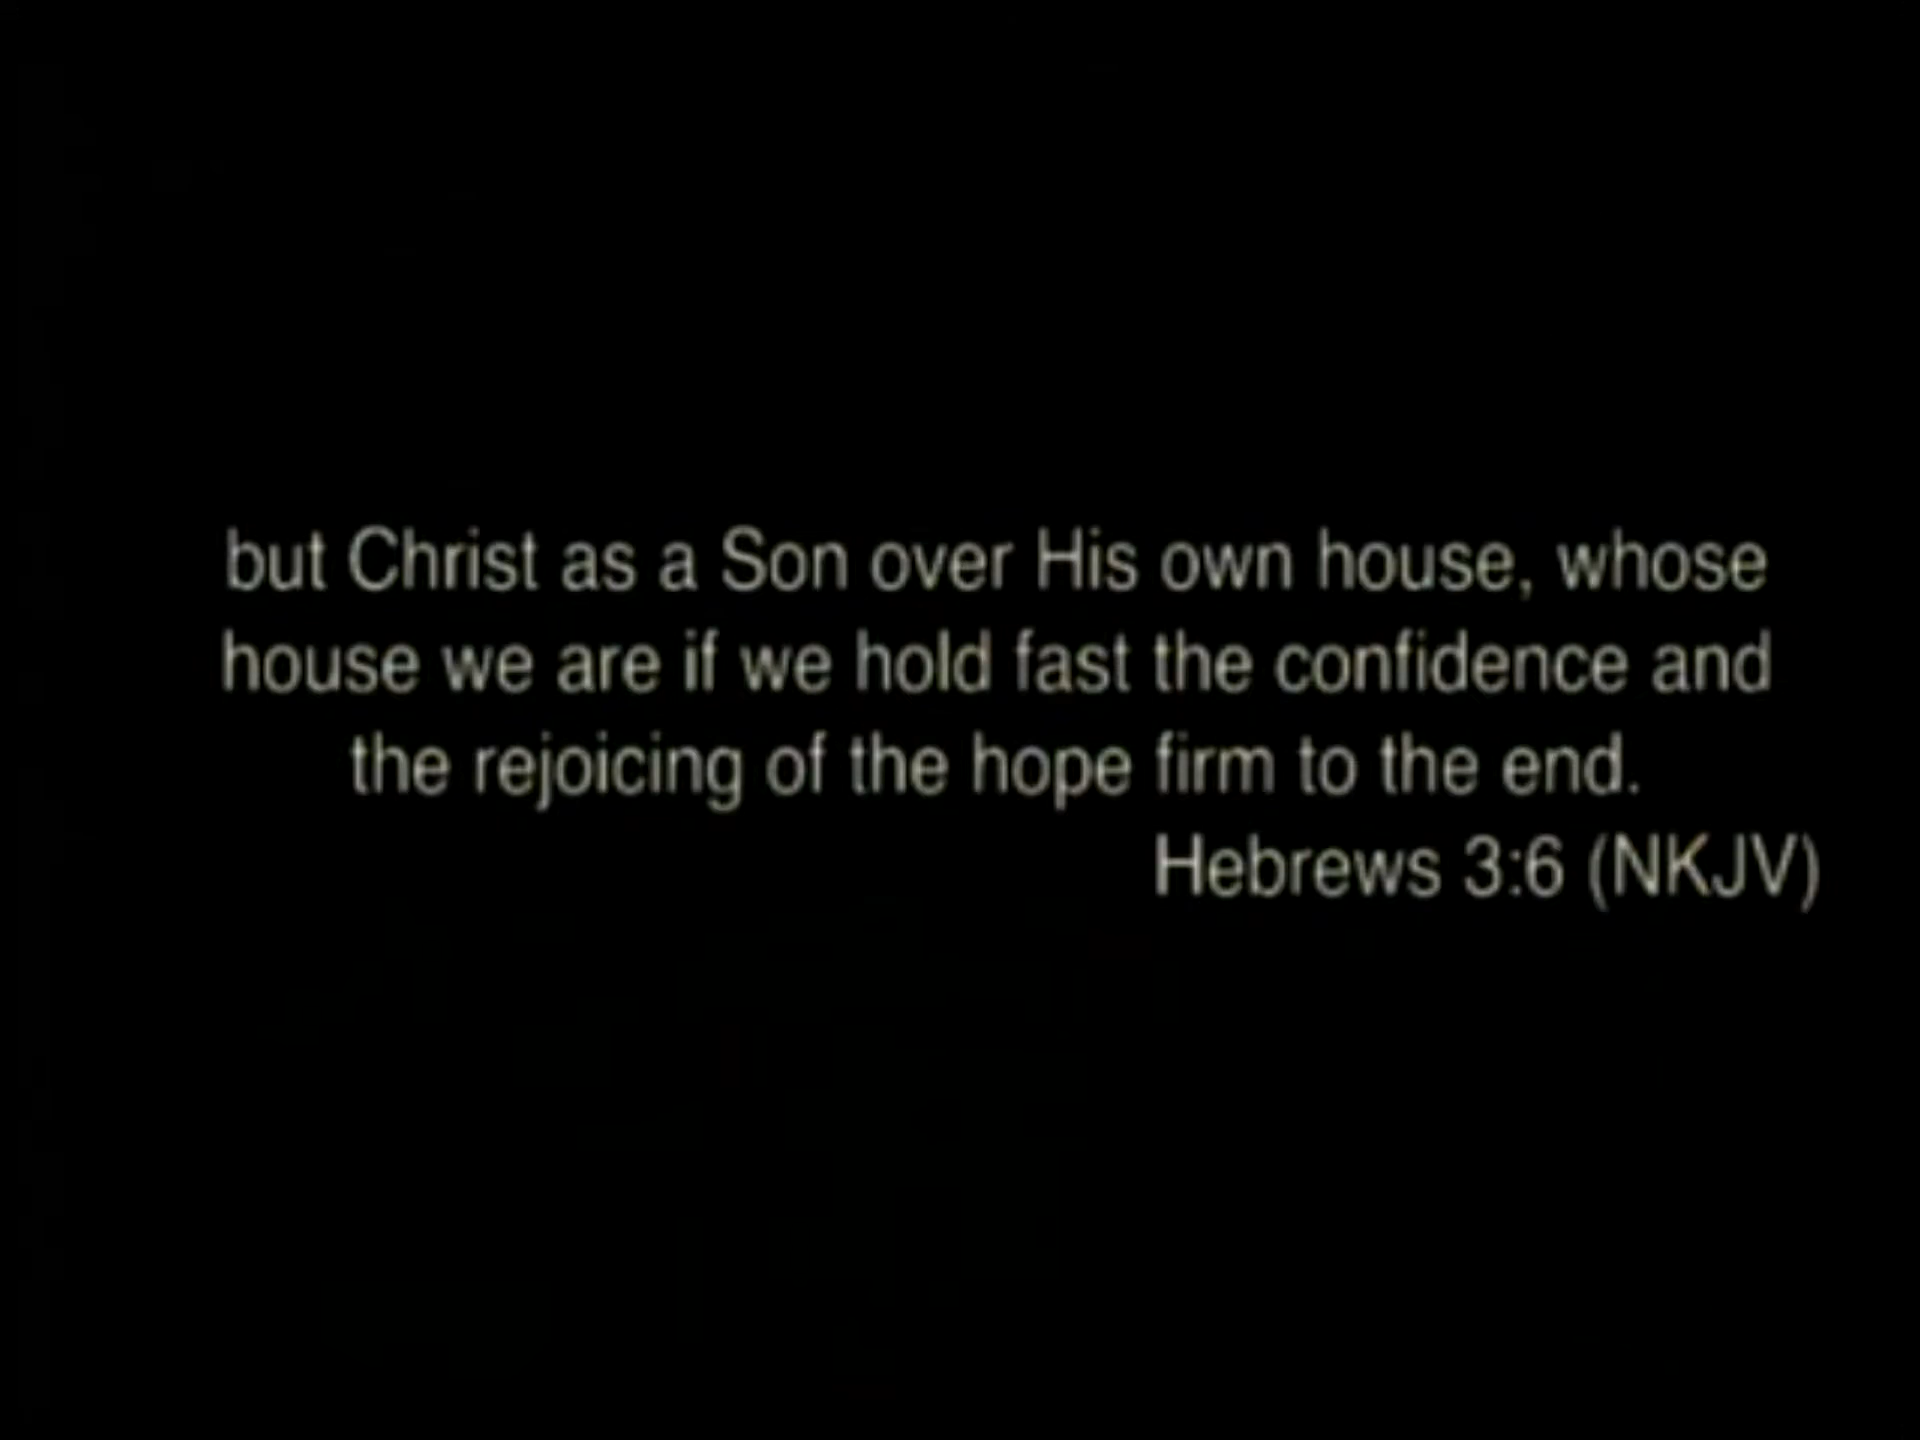 but Christ as a Son over His own house, whose
house we are if we hold fast the confidence and
the rejoicing of the hope firm to the end.
Hebrews 3:6 (NKJV)